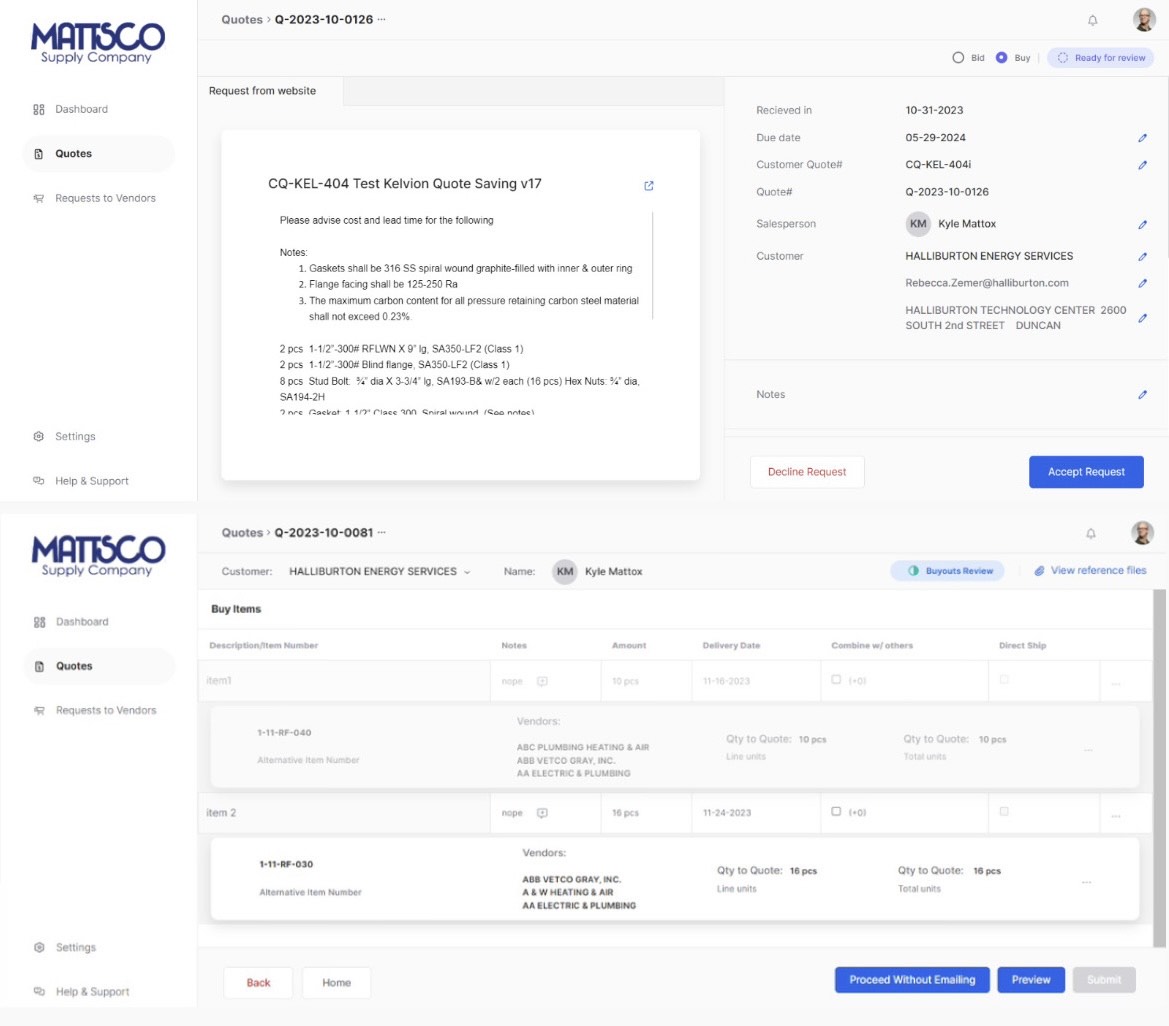 MATTSCO
Supply Company
Dashboard
Quotes
Requests to Vendors
Settings
Help & Support
Quotes > Q-2023-10-0126 ...
Bid Buy Ready for review
Request from website
CQ-KEL-404 Test Kelvion Quote Saving v17
Please advise cost and lead time for the following
Notes:
1. Gaskets shall be 316 SS spiral wound graphite-filled with inner & outer ring
2. Flange facing shall be 125-250 Ra
3. The maximum carbon content for all pressure retaining carbon steel material
shall not exceed 0.23%.
2 pcs 1-1/2"-300# RFLWN X 9" lg, SA350-LF2 (Class 1)
2 pcs 1-1/2"-300# Blind flange, SA350-LF2 (Class 1)
8 pcs Stud Bolt: ¾" dia X 3-3/4" lg, SA193-B& w/2 each (16 pcs) Hex Nuts: ¾" dia,
SA194-2H
2 pcs Gasket: 1 1/2" Class 300, Spiral wound, (See notes)
Recieved in 10-31-2023
Due date 05-29-2024
Customer Quote# CQ-KEL-404i
Quote# Q-2023-10-0126
Salesperson KM Kyle Mattox
Customer HALLIBURTON ENERGY SERVICES
Rebecca.Zemer@halliburton.com
HALLIBURTON TECHNOLOGY CENTER 2600
SOUTH 2nd STREET DUNCAN
Notes
Decline Request Accept Request
MATTSCO
Supply Company
Dashboard
Quotes
Requests to Vendors
Settings
Help & Support
Quotes > Q-2023-10-0081 ...
Customer: HALLIBURTON ENERGY SERVICES Name: KM Kyle Mattox Buyouts Review View reference files
Buy Items
Description/Item Number Notes Amount Delivery Date Combine w/ others Direct Ship
item1 nope 10 pcs 11-16-2023 (+0) ...
1-11-RF-040
Alternative Item Number
Vendors:
ABC PLUMBING HEATING & AIR
ABB VETCO GRAY, INC.
AA ELECTRIC & PLUMBING
Qty to Quote: 10 pcs
Line units
Qty to Quote: 10 pcs
Total units
...
item 2 nope 16 pcs 11-24-2023 (+0) ...
1-11-RF-030
Alternative Item Number
Vendors:
ABB VETCO GRAY, INC.
A & W HEATING & AIR
AA ELECTRIC & PLUMBING
Qty to Quote: 16 pcs
Line units
Qty to Quote: 16 pcs
Total units
...
Back Home Proceed Without Emailing Preview Submit